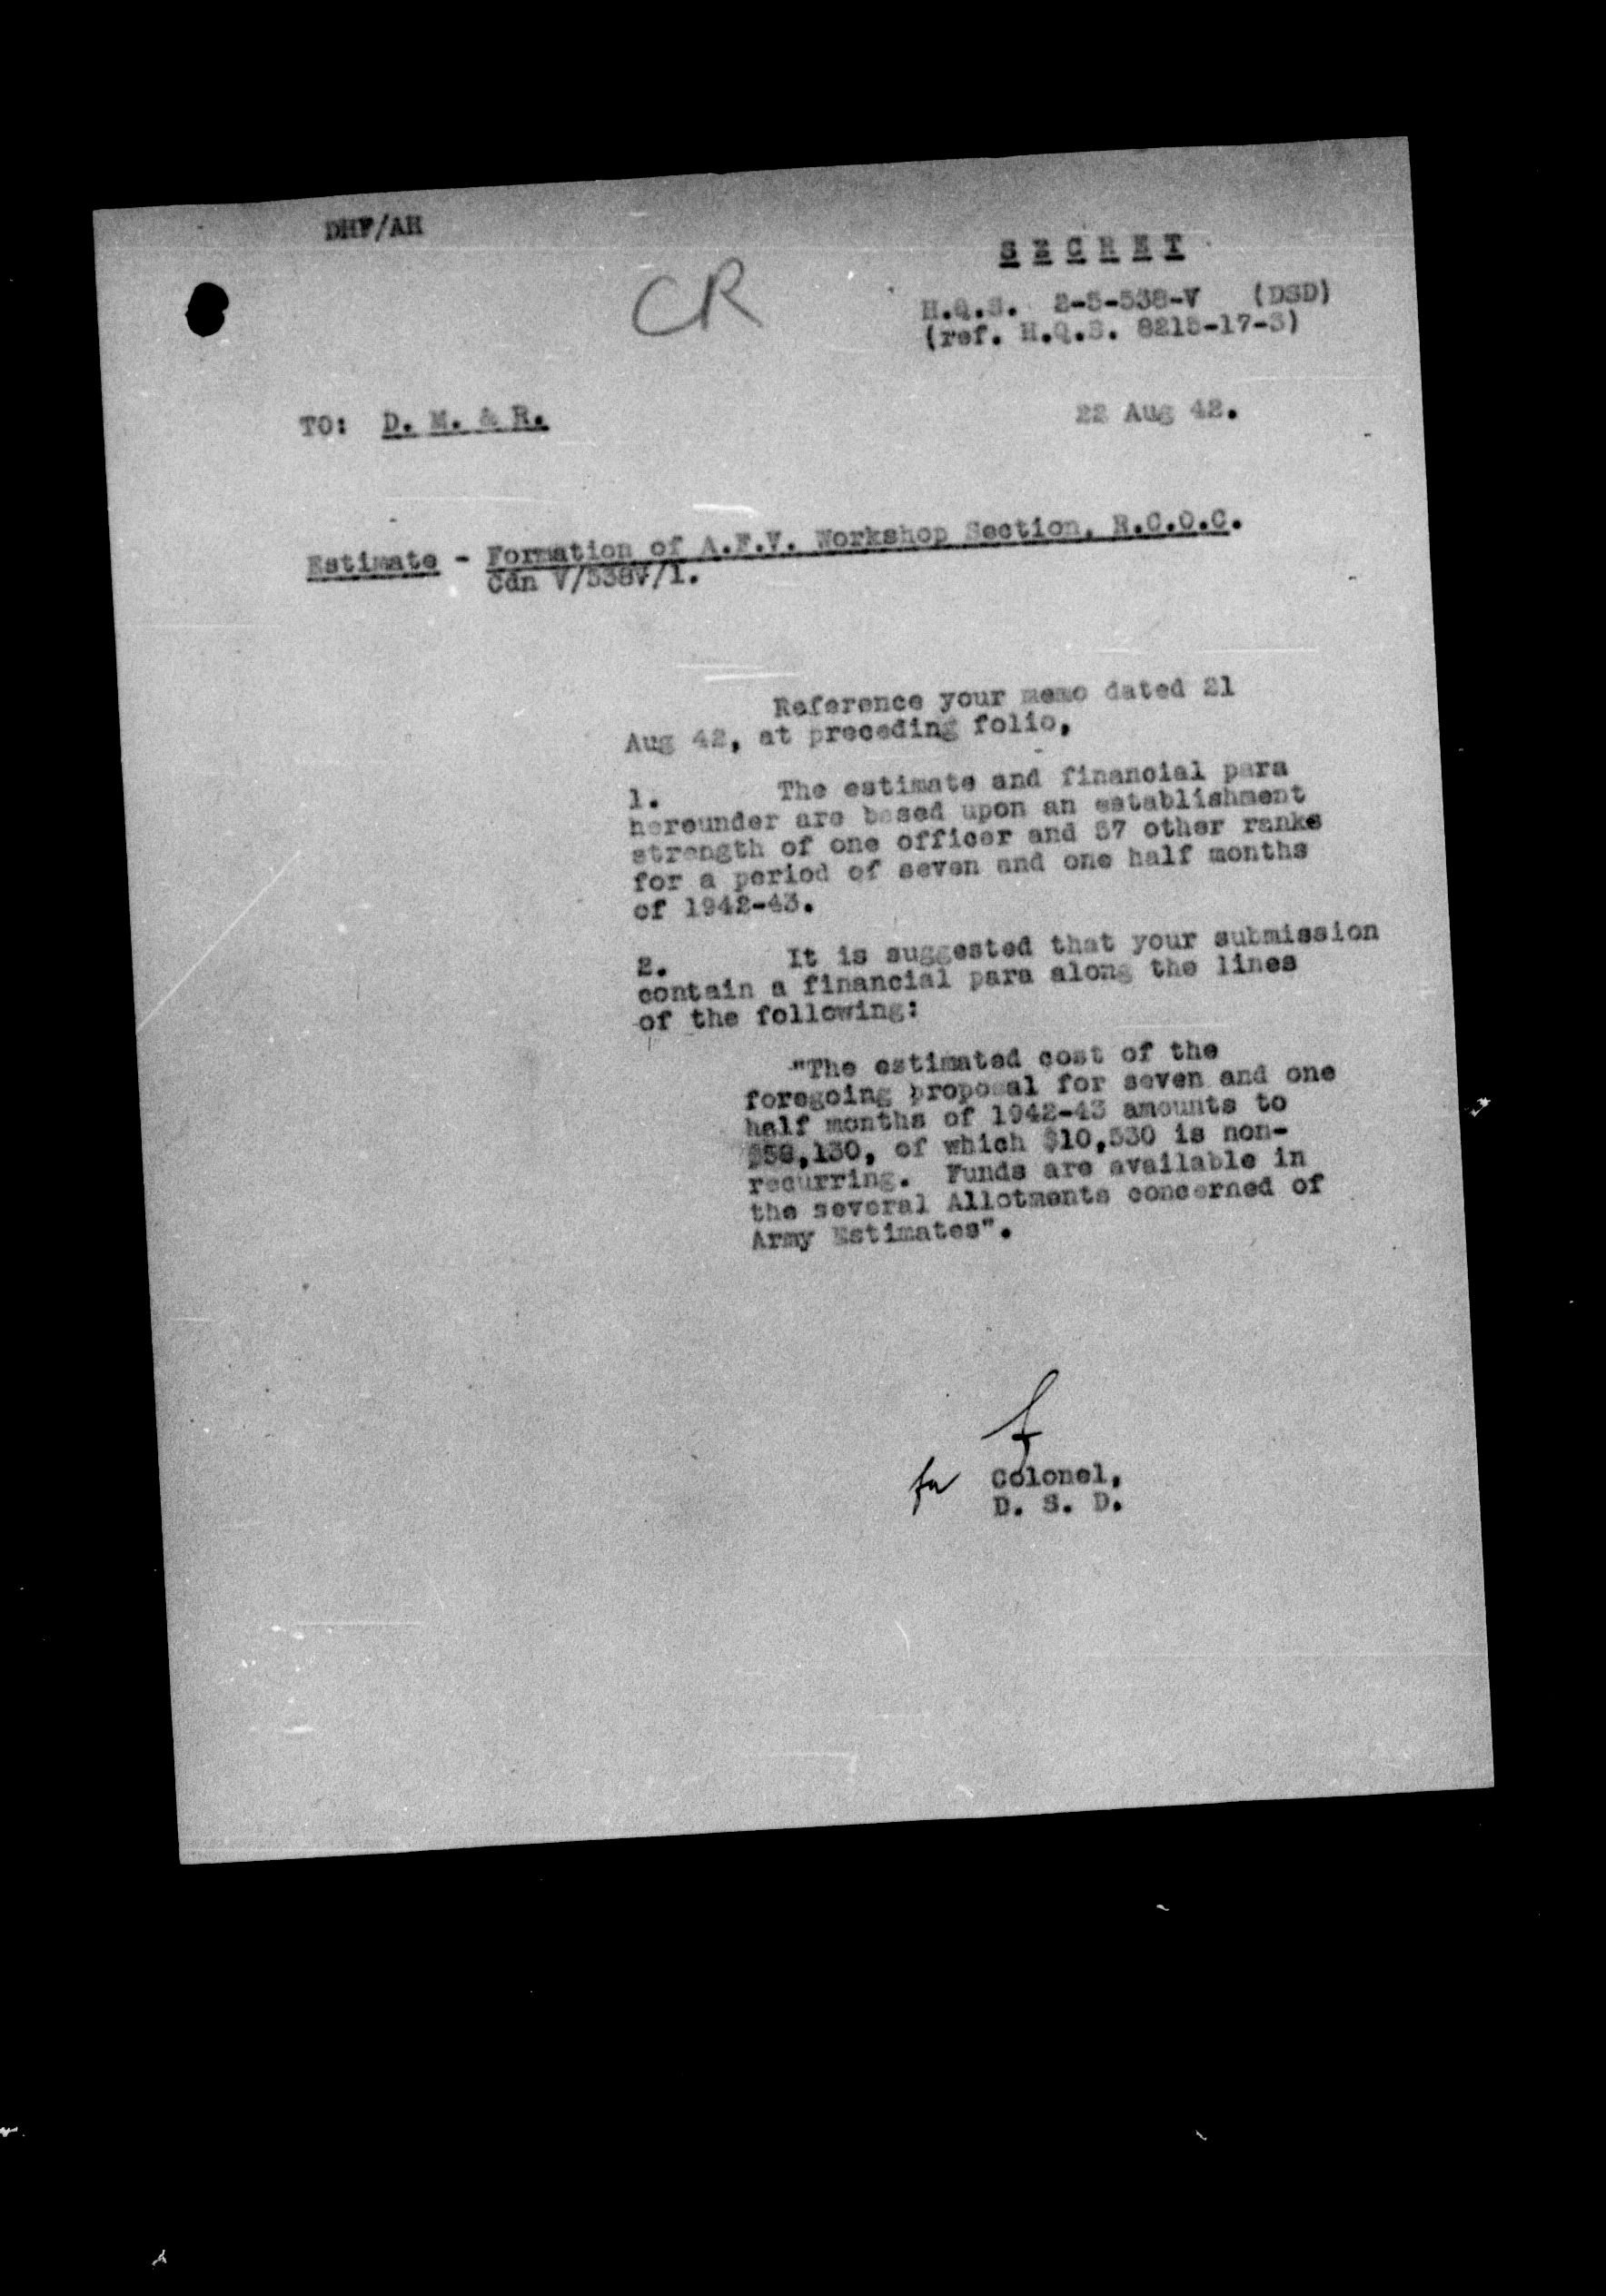 DHF/AH
CR
S E C R E T
H.Q.S. 2-5-538-V (DSD)
(ref. H.Q.S. 8215-17-3)
TO: D. M. & R.
22 Aug 42.
Estimate - Formation of A.F.V. Workshop Section, R.C.O.C.
Cdn V/538V/1.
Reference your memo dated 21
Aug 42, at preceding folio,
1. The estimate and financial para
hereunder are based upon an establishment
strength of one officer and 37 other ranks
for a period of seven and one half months
of 1942-43.
2. It is suggested that your submission
contain a financial para along the lines
of the following:
"The estimated cost of the
foregoing proposal for seven and one
half months of 1942-43 amounts to
of which $10,530 is non-
recurring. Funds are available in
the several Allotments concerned of
Army Estimates".
for Colonel,
D. S. D.